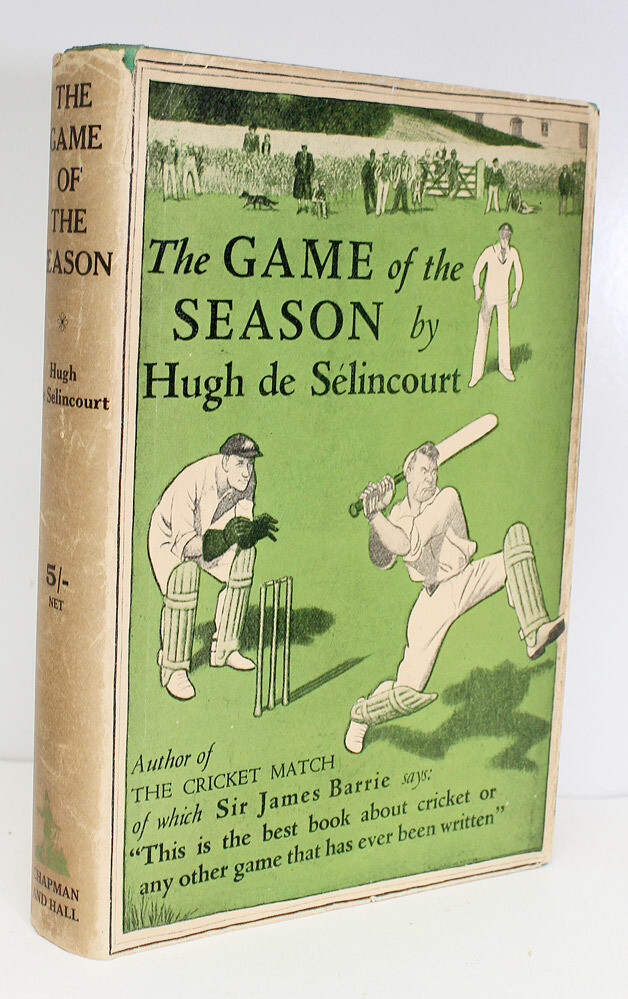 THE
GAME
OF
THE
SEASON
Hugh
de Sélincourt
5/-
NET
CHAPMAN
AND HALL
The GAME of the
SEASON by
Hugh de Sélincourt
Author of
THE CRICKET MATCH
of which Sir James Barrie says:
"This is the best book about cricket or
any other game that has ever been written"